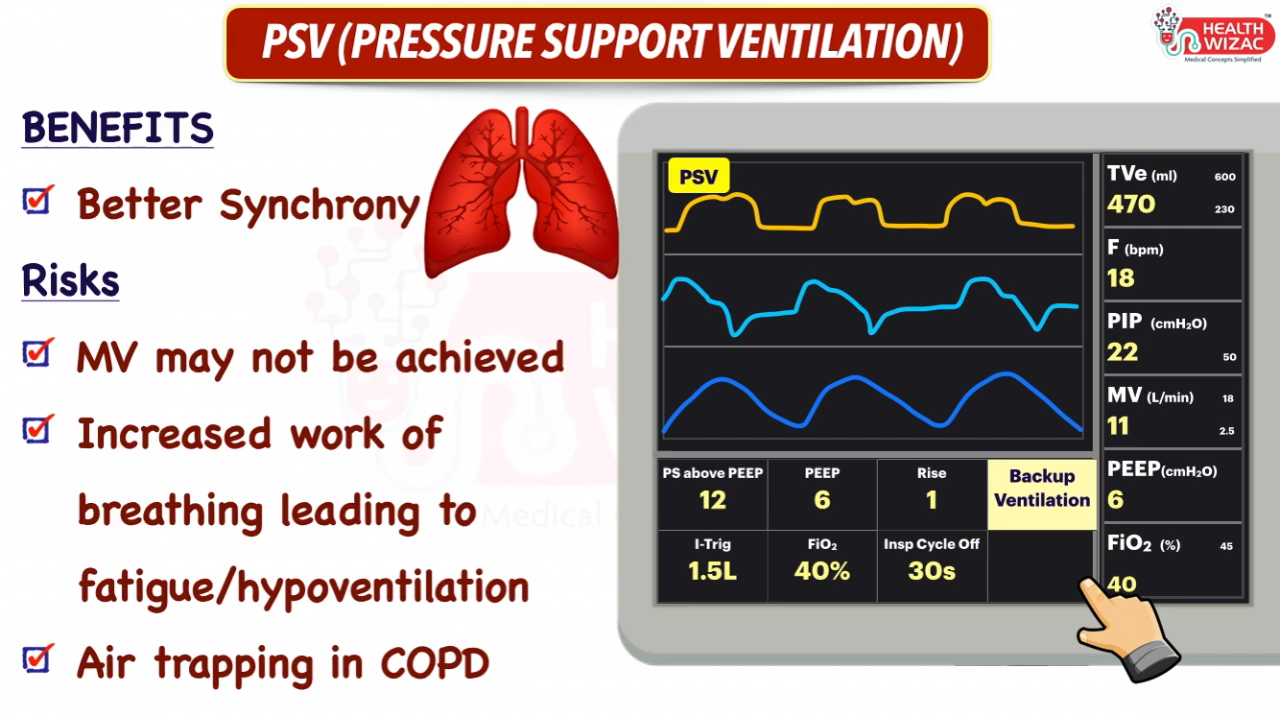 PSV (PRESSURE SUPPORT VENTILATION)
HEALTH
WIZAC
TM
Medical Concepts Simplified
BENEFITS
Better Synchrony
Risks
MV may not be achieved
Increased work of
breathing leading to
fatigue/hypoventilation
Air trapping in COPD
PSV
TVe (ml) 600
470 230
F (bpm)
18
PIP (cmH₂O)
22 50
MV (L/min) 18
11 2.5
PEEP(cmH₂O)
6
FiO₂ (%) 45
40
PS above PEEP PEEP Rise Backup
Ventilation
12 6 1
I-Trig FiO₂ Insp Cycle Off
1.5L 40% 30s
Medical